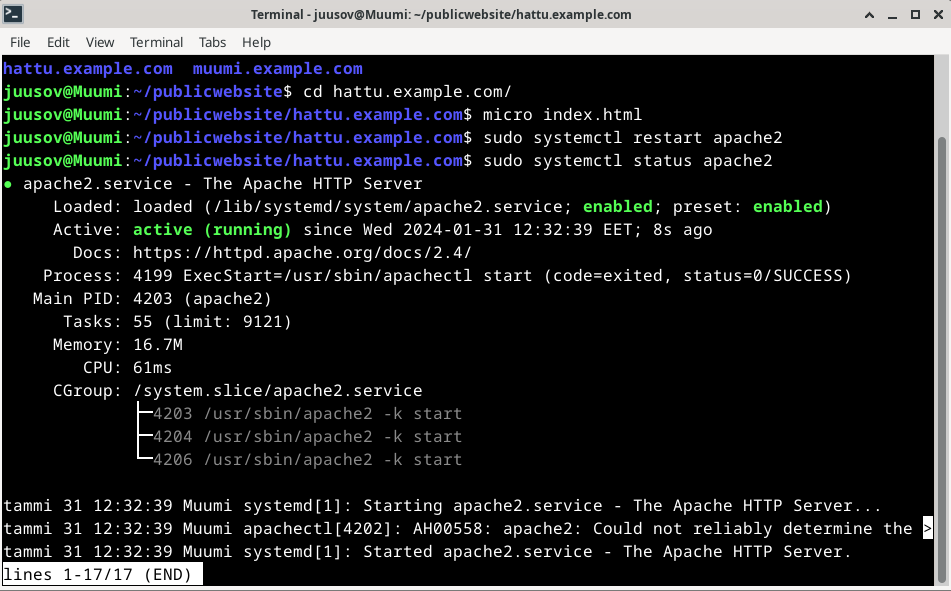 Terminal - juusov@Muumi: ~/publicwebsite/hattu.example.com
File Edit View Terminal Tabs Help
hattu.example.com  muumi.example.com
juusov@Muumi:~/publicwebsite$ cd hattu.example.com/
juusov@Muumi:~/publicwebsite/hattu.example.com$ micro index.html
juusov@Muumi:~/publicwebsite/hattu.example.com$ sudo systemctl restart apache2
juusov@Muumi:~/publicwebsite/hattu.example.com$ sudo systemctl status apache2
● apache2.service - The Apache HTTP Server
     Loaded: loaded (/lib/systemd/system/apache2.service; enabled; preset: enabled)
     Active: active (running) since Wed 2024-01-31 12:32:39 EET; 8s ago
       Docs: https://httpd.apache.org/docs/2.4/
    Process: 4199 ExecStart=/usr/sbin/apachectl start (code=exited, status=0/SUCCESS)
   Main PID: 4203 (apache2)
      Tasks: 55 (limit: 9121)
     Memory: 16.7M
        CPU: 61ms
     CGroup: /system.slice/apache2.service
             ├─4203 /usr/sbin/apache2 -k start
             ├─4204 /usr/sbin/apache2 -k start
             └─4206 /usr/sbin/apache2 -k start
tammi 31 12:32:39 Muumi systemd[1]: Starting apache2.service - The Apache HTTP Server...
tammi 31 12:32:39 Muumi apachectl[4202]: AH00558: apache2: Could not reliably determine the >
tammi 31 12:32:39 Muumi systemd[1]: Started apache2.service - The Apache HTTP Server.
lines 1-17/17 (END)